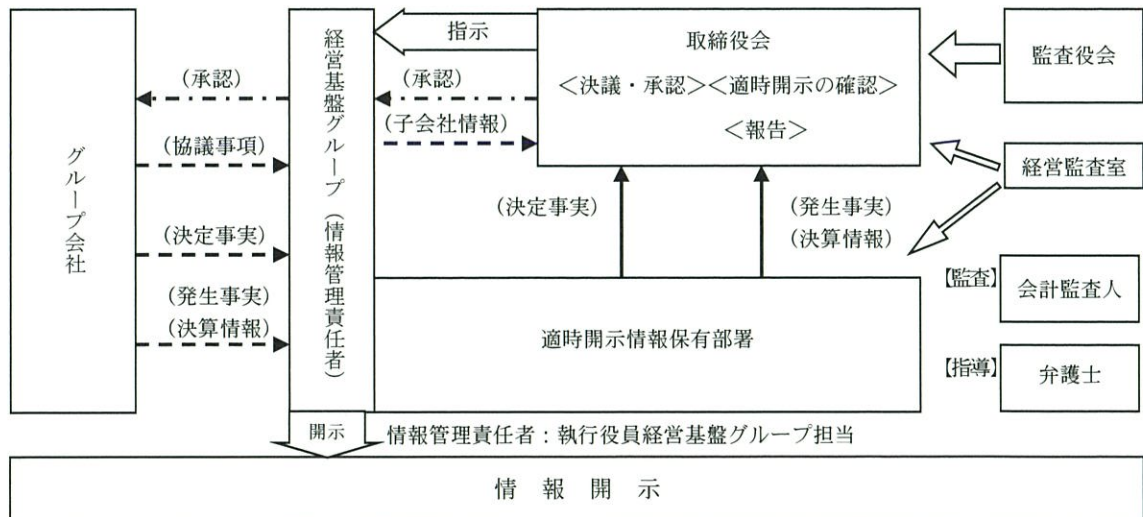 指示
取締役会
監査役会
(承認)
(承認)
<決議・承認><適時開示の確認>
(子会社情報)
<報告>
(協議事項)
経営監査室
グループ会社
経営基盤グループ(情報管理責任者)
(決定事実)
(発生事実)
(決算情報)
(決定事実)
【監査】
会計監査人
(発生事実)
(決算情報)
適時開示情報保有部署
【指導】
弁護士
開示
情報管理責任者:執行役員経営基盤グループ担当
情報開示